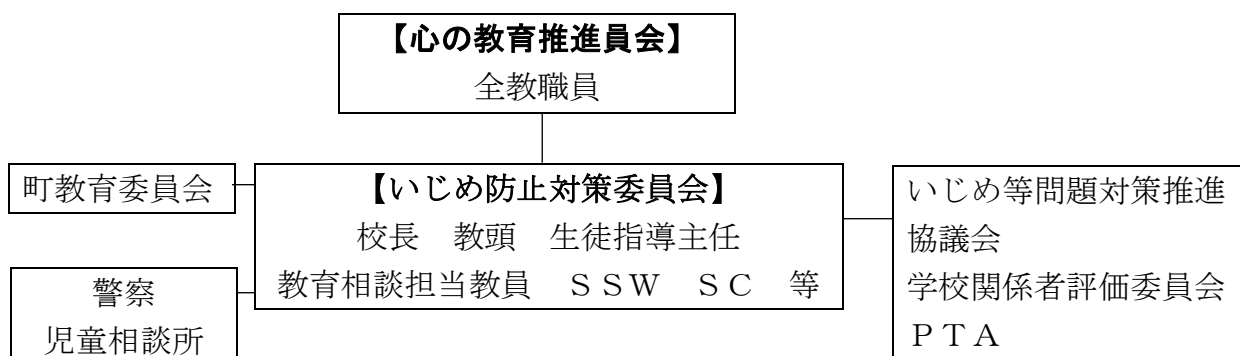 【心の教育推進員会】
全教職員
町教育委員会
【いじめ防止対策委員会】
校長　教頭　生徒指導主任
教育相談担当教員　ＳＳＷ　ＳＣ　等
警察
児童相談所
いじめ等問題対策推進
協議会
学校関係者評価委員会
ＰＴＡ